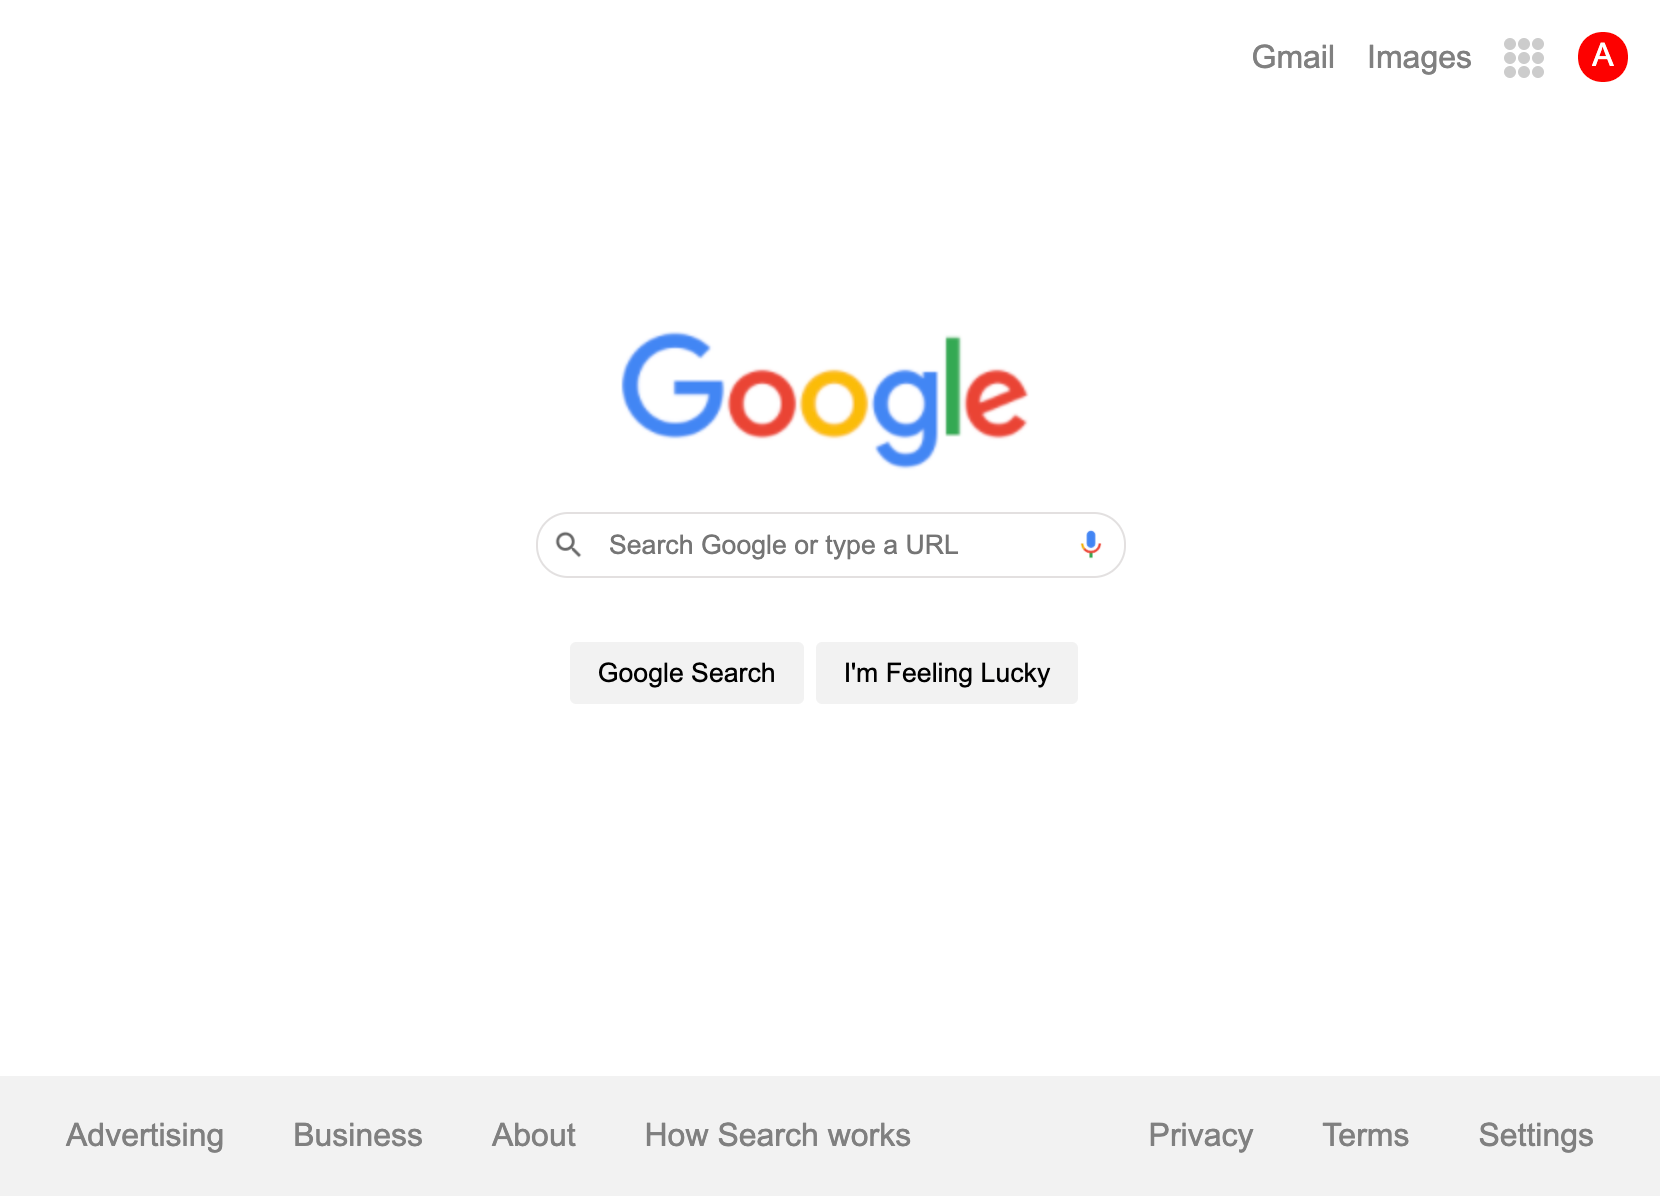 Gmail Images A
Google
Search Google or type a URL
Google Search I'm Feeling Lucky
Advertising Business About How Search works Privacy Terms Settings